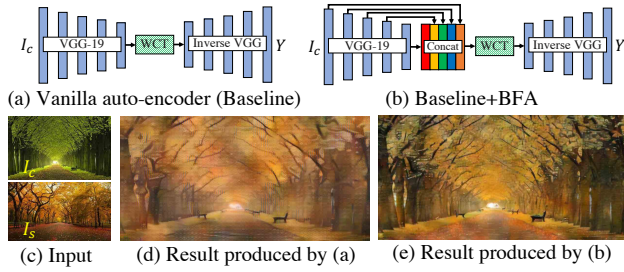 I_c VGG-19 WCT Inverse VGG Y
I_c VGG-19 Concat WCT Inverse VGG Y
(a) Vanilla auto-encoder (Baseline)
(b) Baseline+BFA
I_c
I_s
(c) Input
(d) Result produced by (a)
(e) Result produced by (b)